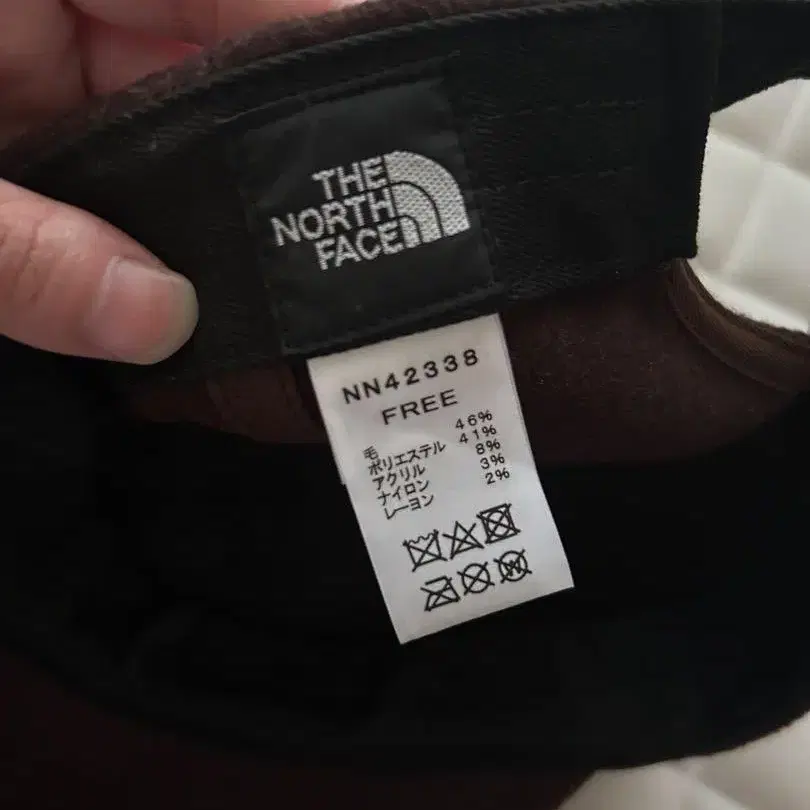 THE
NORTH
FACE
NN42338
FREE
毛 46%
ポリエステル 41%
アクリル 8%
ナイロン 3%
レーヨン 2%
W